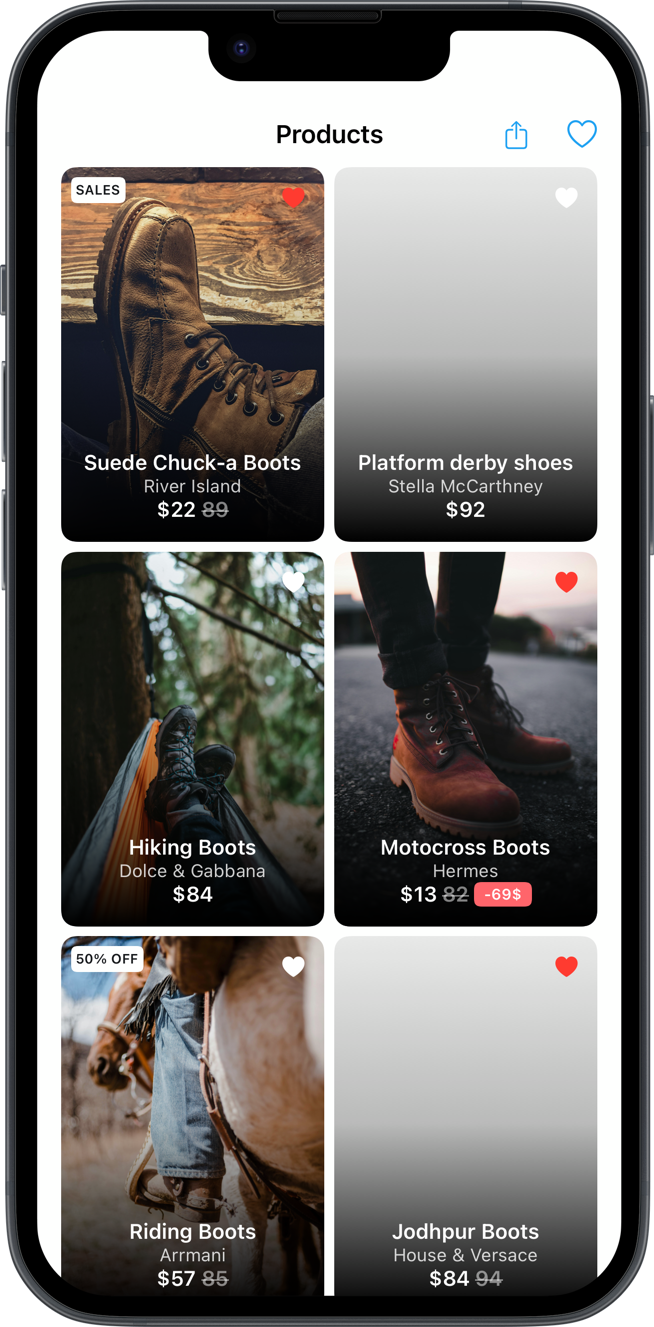 Products
SALES
Suede Chuck-a Boots
River Island
$22 89
Platform derby shoes
Stella McCarthney
$92
Hiking Boots
Dolce & Gabbana
$84
Motocross Boots
Hermes
$13 82 -69$
50% OFF
Riding Boots
Arrmani
$57 85
Jodhpur Boots
House & Versace
$84 94